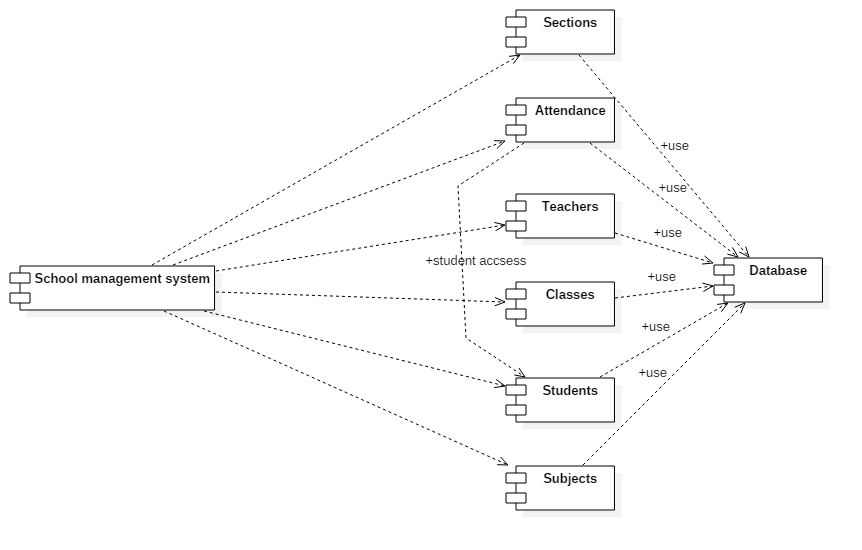 Sections
Attendance
+use
+use
Teachers
+use
+student accsess
School management system
Database
+use
Classes
+use
+use
Students
Subjects